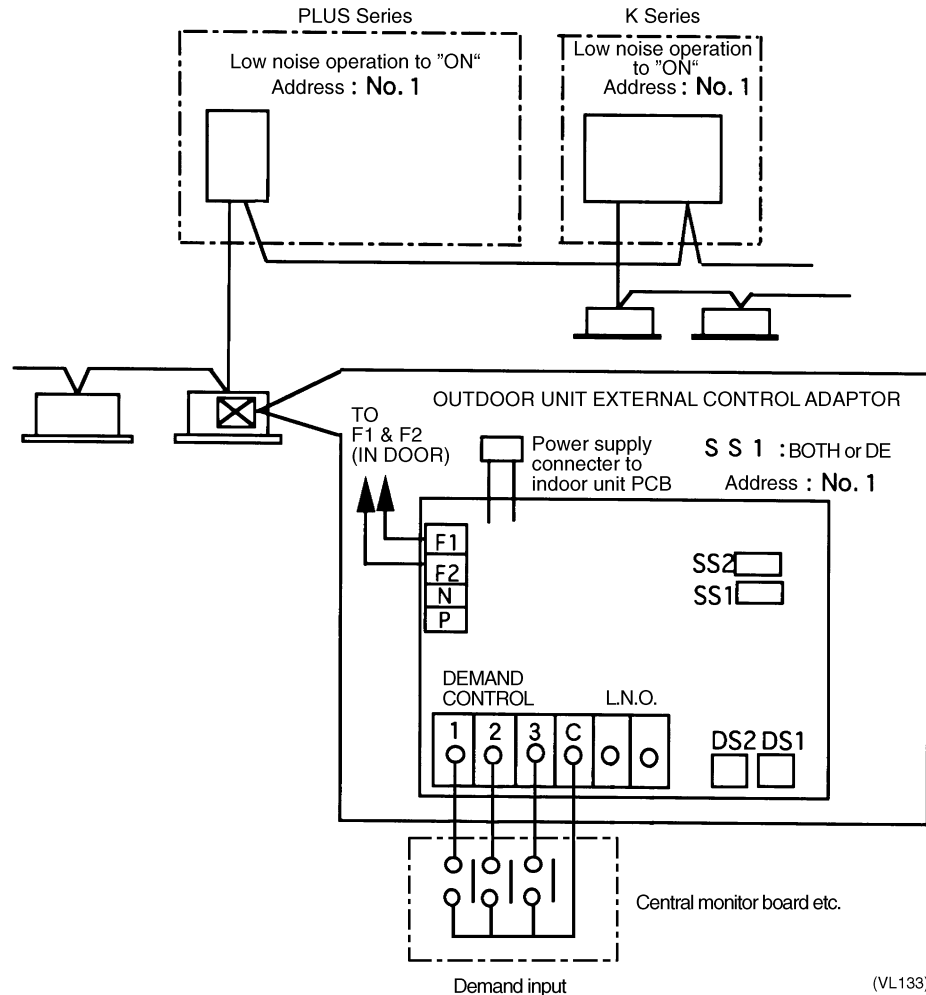 PLUS Series
K Series
Low noise operation to ”ON“
Address : No. 1
Low noise operation
to ”ON“
Address : No. 1
OUTDOOR UNIT EXTERNAL CONTROL ADAPTOR
TO
F1 & F2
(IN DOOR)
Power supply
connecter to
indoor unit PCB
S S 1 : BOTH or DE
Address : No. 1
F1
F2
N
P
SS2
SS1
DEMAND
CONTROL
L.N.O.
1 2 3 C
DS2 DS1
Central monitor board etc.
Demand input
(VL133)